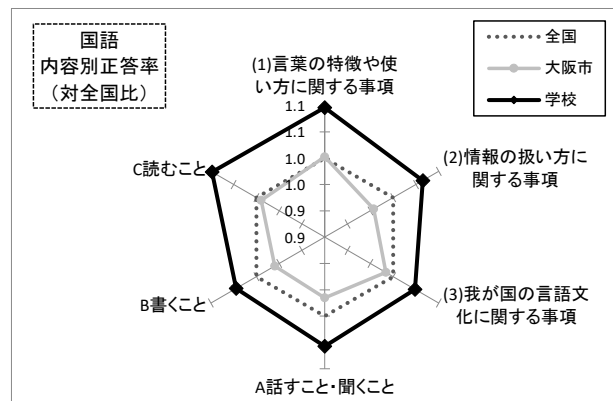 国語
内容別正答率
（対全国比）
全国
大阪市
学校
(1)言葉の特徴や使
い方に関する事項
1.1
1.1
1.0
1.0
0.9
0.9
(2)情報の扱い方に
関する事項
(3)我が国の言語文
化に関する事項
A話すこと・聞くこと
B書くこと
C読むこと